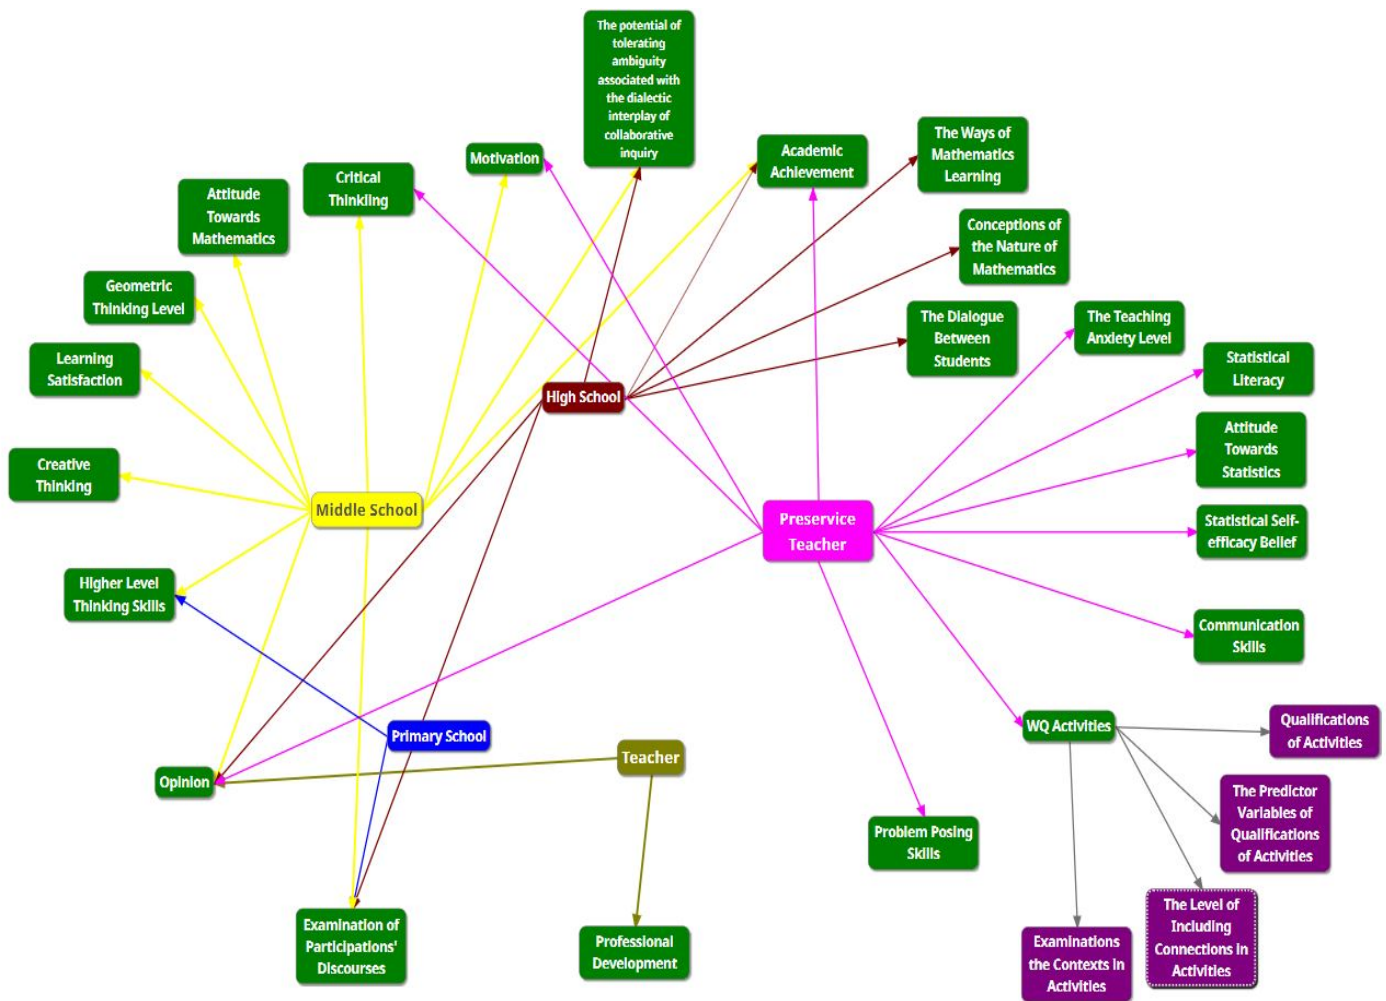 The potential of
tolerating
ambiguity
associated with
the dialectic
interplay of
collaborative
inquiry
Motivation
Academic
Achievement
The Ways of
Mathematics
Learning
Critical
Thinkling
Attitude
Towards
Mathematics
Conceptions of
the Nature of
Mathematics
Geometric
Thinking Level
The Dialogue
Between
Students
The Teaching
Anxiety Level
Learning
Satisfaction
Statistical
Literacy
High School
Attitude
Towards
Statistics
Creative
Thinking
Middle School
Preservice
Teacher
Statistical Self-
efficacy Belief
Higher Level
Thinking Skills
Communication
Skills
Primary School
WQ Activities
Qualifications
of Activities
Teacher
Opinion
The Predictor
Variables of
Qualifications
of Activities
Problem Posing
Skills
Examination of
Participations'
Discourses
Professional
Development
The Level of
Including
Connections in
Activities
Examinations
the Contexts in
Activities